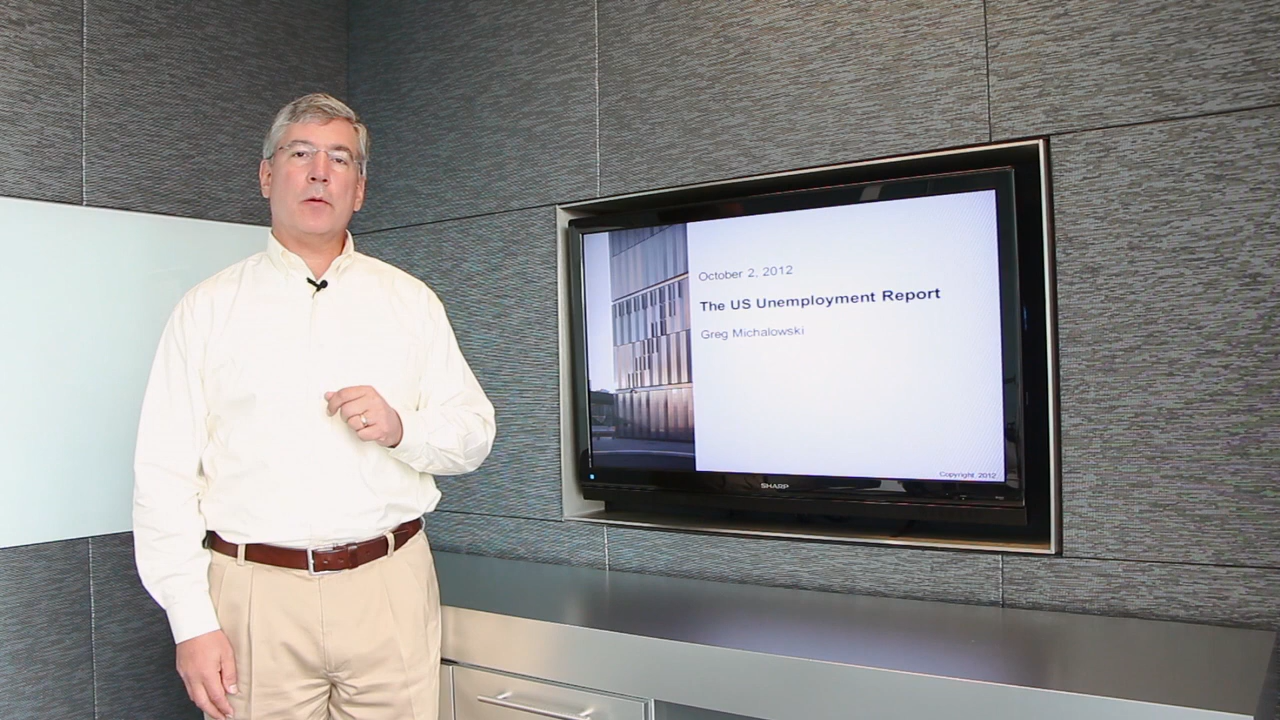 October 2, 2012
The US Unemployment Report
Greg Michalowski
Copyright 2012
SHARP